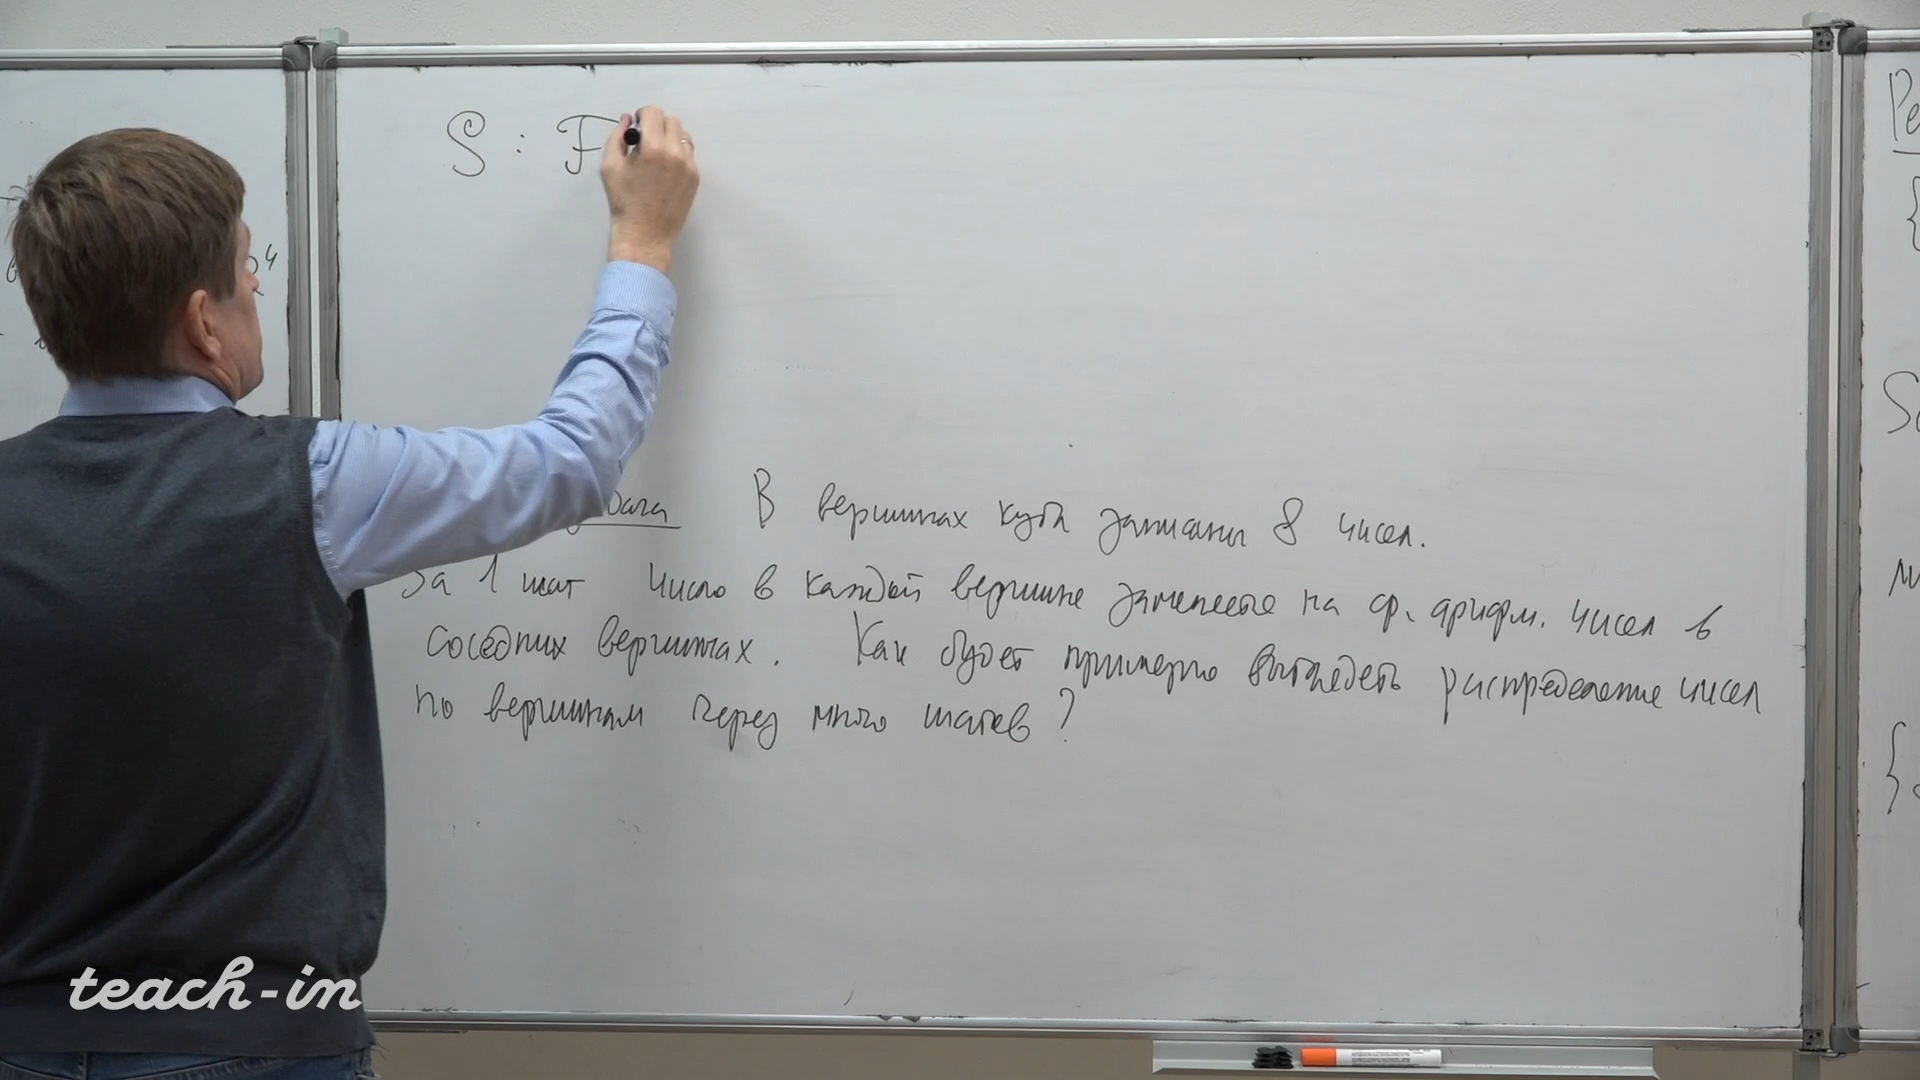 S : F
В вершинах куба записаны 8 чисел.
За 1 шаг число в каждой вершине заменяется на ср. арифм. чисел в
соседних вершинах. Как будет примерно выглядеть распределение чисел
по вершинам через много шагов?
teach-in